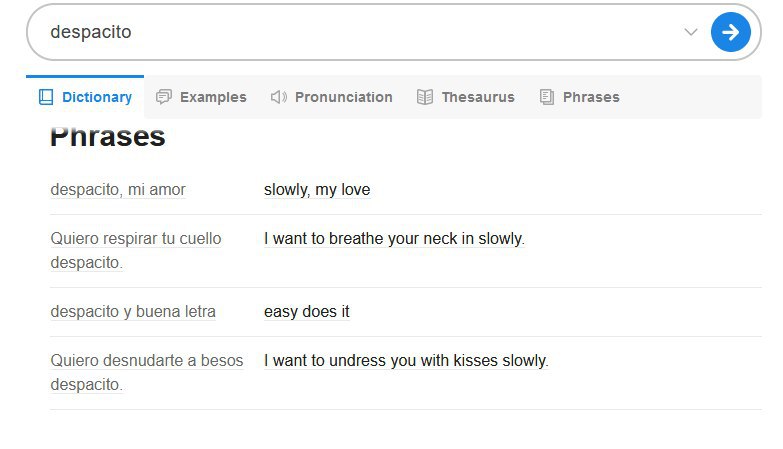 despacito
Dictionary Examples Pronunciation Thesaurus Phrases
Phrases
despacito, mi amor slowly, my love
Quiero respirar tu cuello I want to breathe your neck in slowly.
despacito.
despacito y buena letra easy does it
Quiero desnudarte a besos I want to undress you with kisses slowly.
despacito.